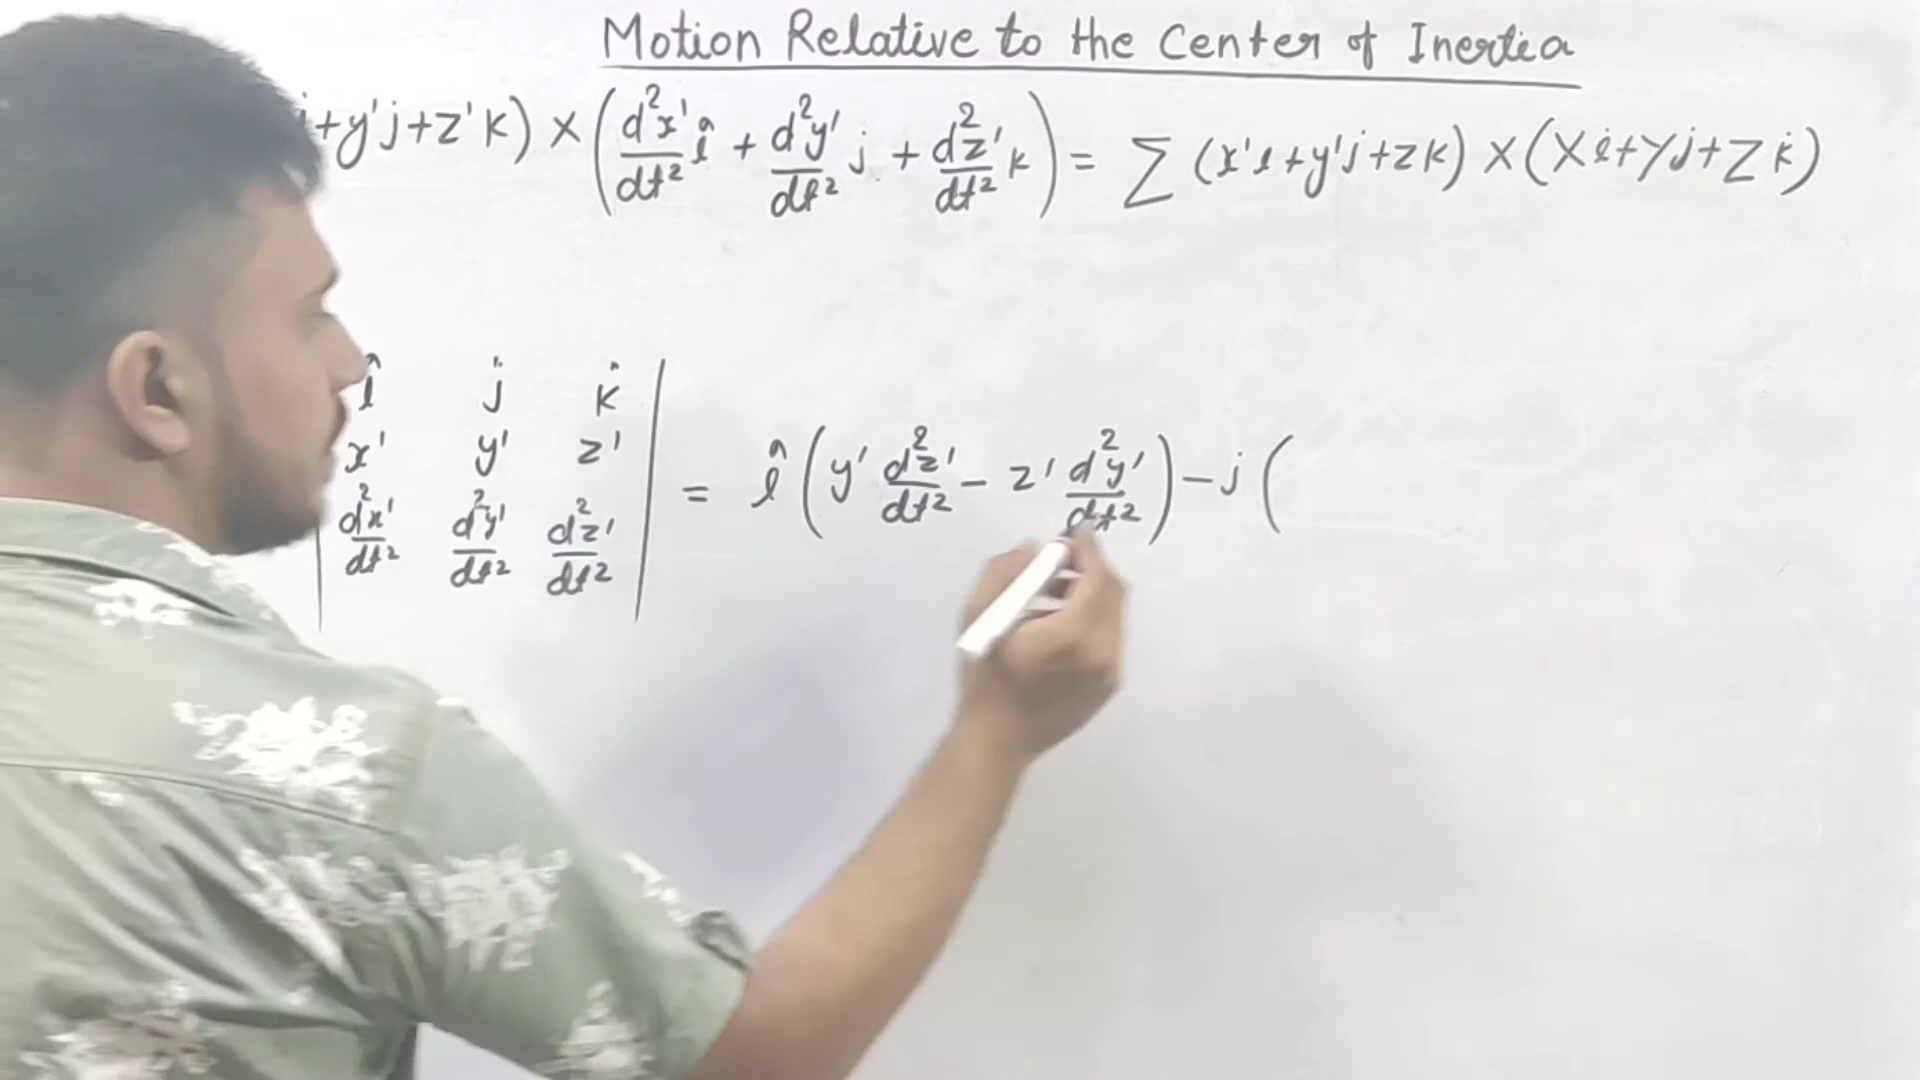 Motion Relative to the Center of Inertia
i+y'j+z'k) × (d²x'/dt² î + d²y'/dt² j + d²z'/dt² k) = ∑ (x'i+y'j+zk) × (Xi+Yj+Zk)
| î j k |
| x' y' z' | = î (y' d²z'/dt² - z' d²y'/dt²) - j (
| d²x'/dt² d²y'/dt² d²z'/dt² |